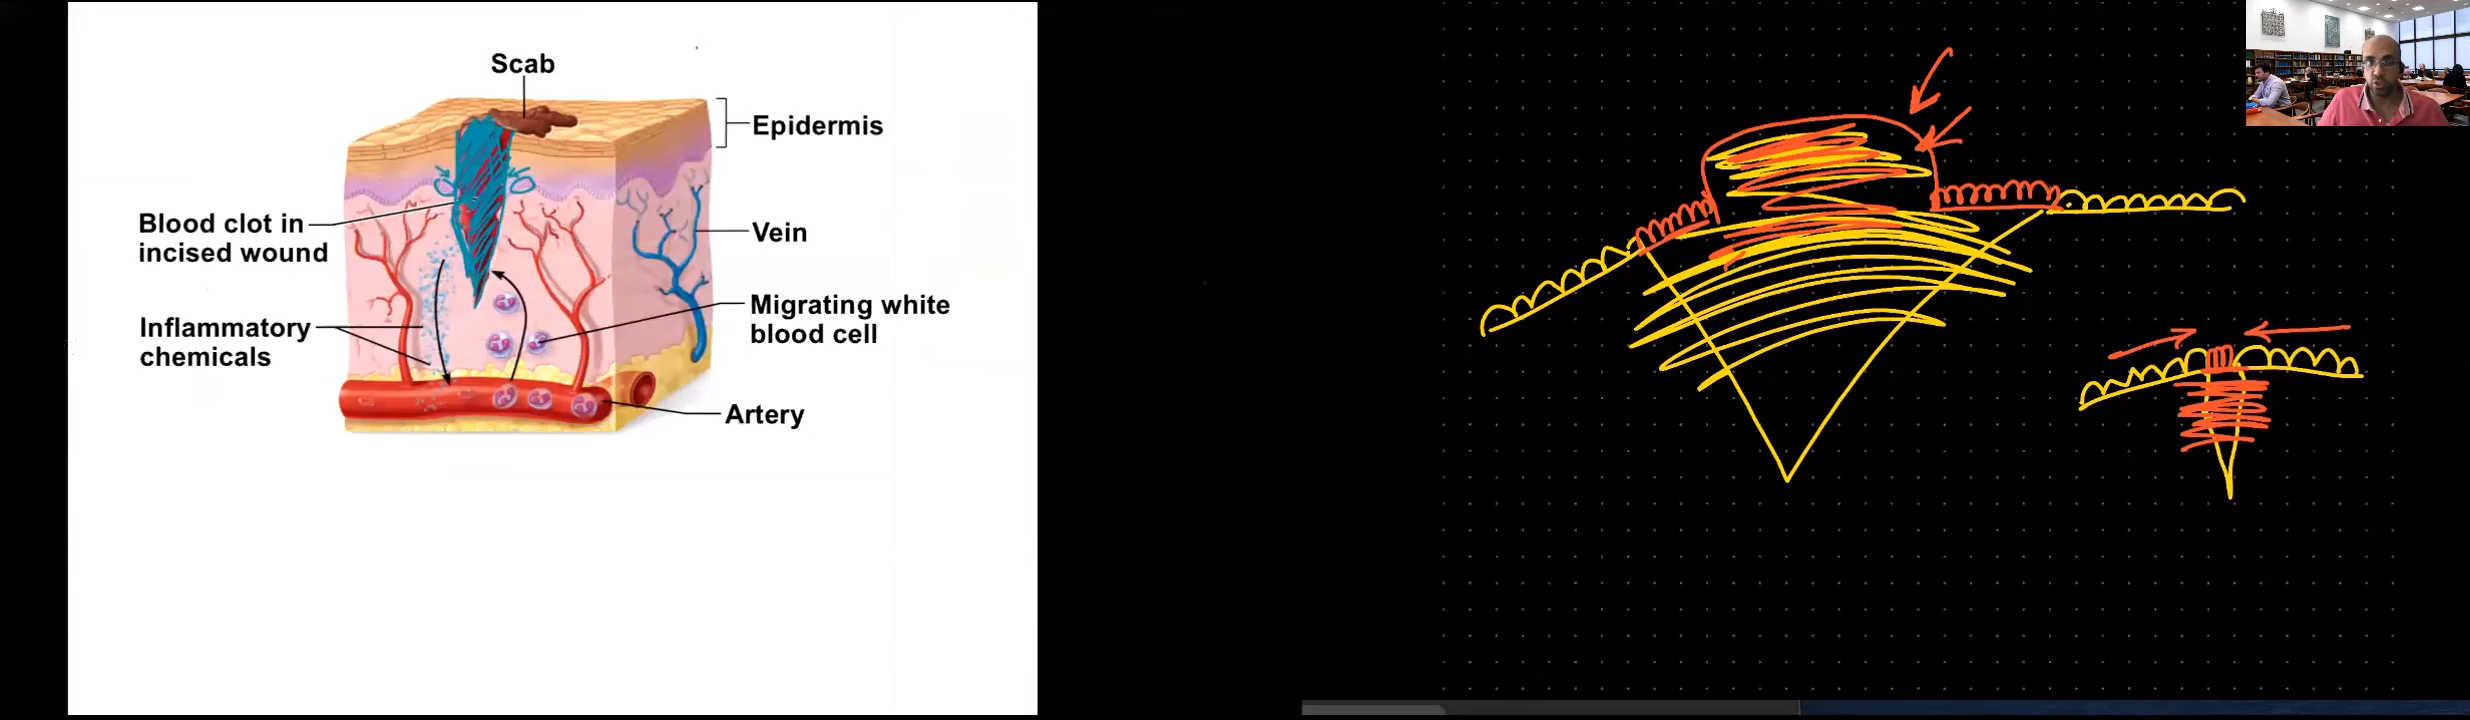 Scab
Epidermis
Blood clot in
incised wound
Vein
Inflammatory
chemicals
Migrating white
blood cell
Artery